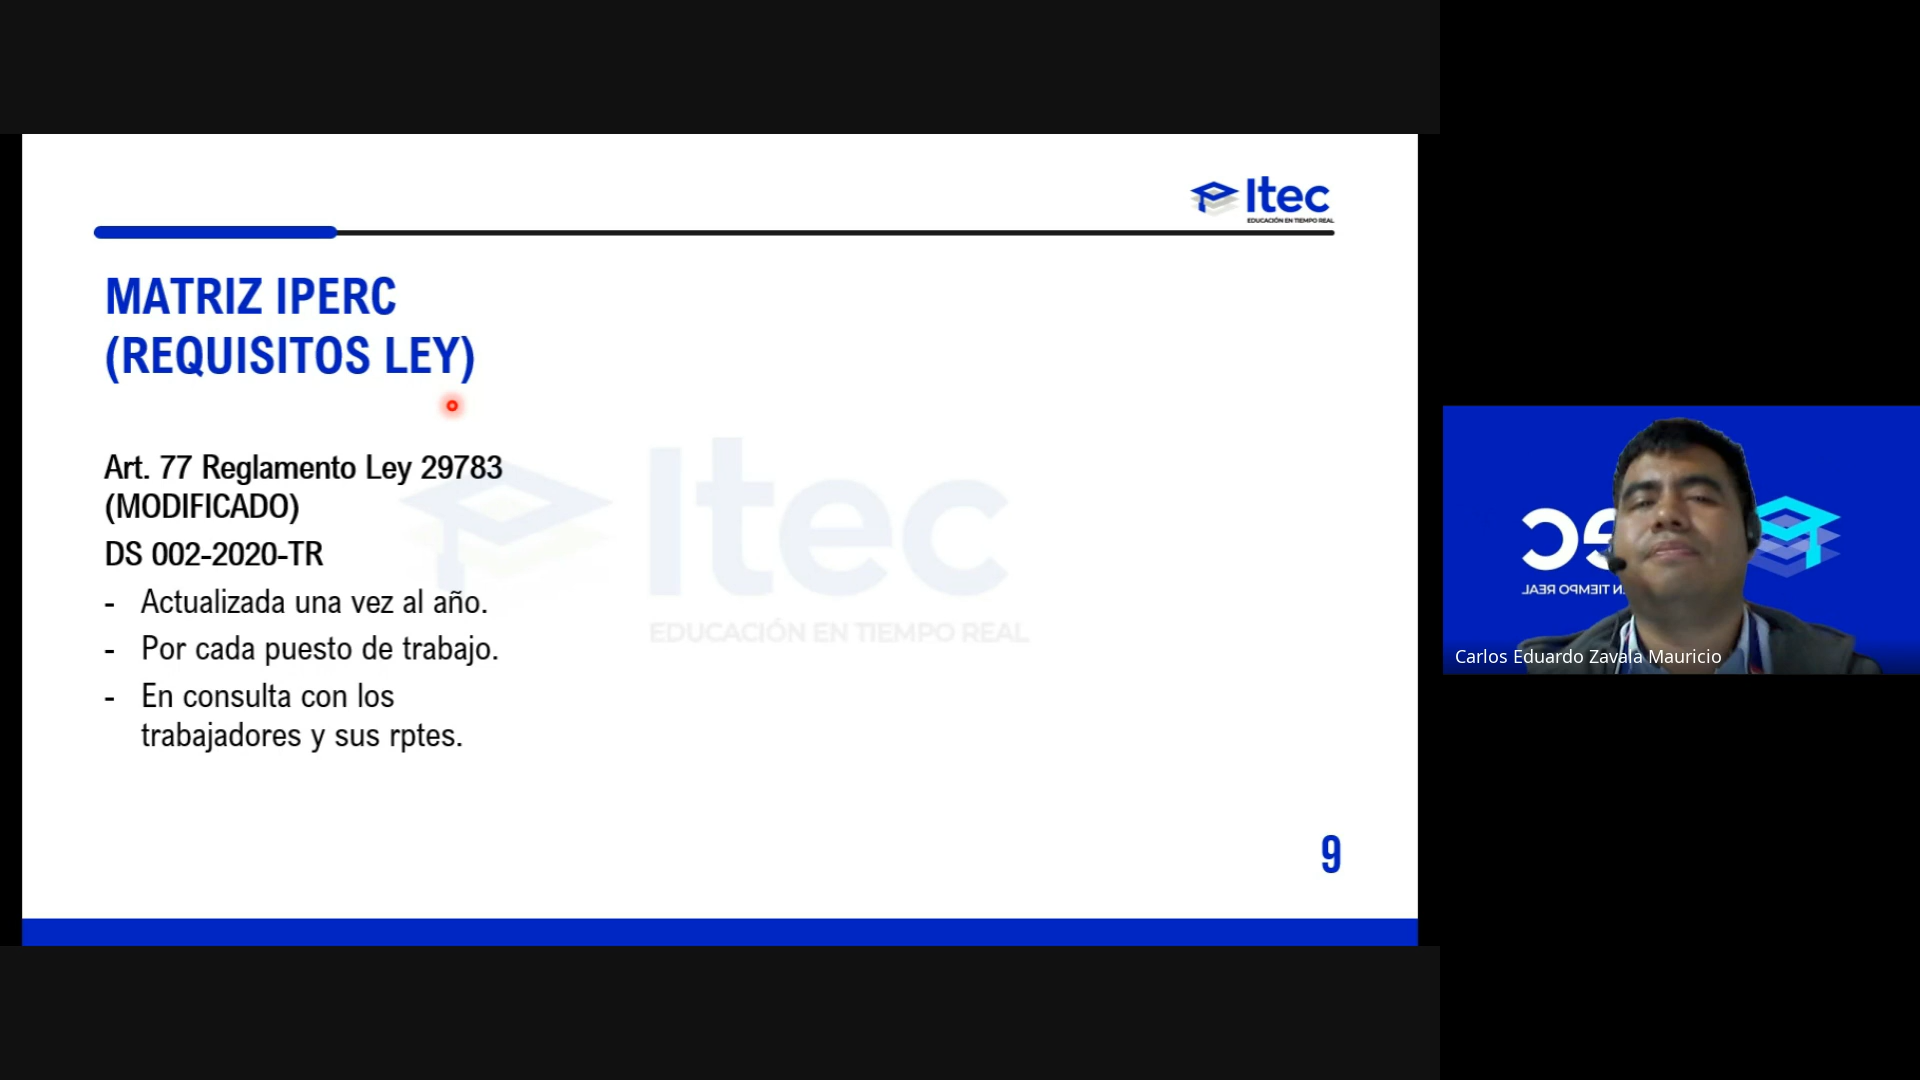 Itec
EDUCACIÓN EN TIEMPO REAL
MATRIZ IPERC
(REQUISITOS LEY)
Art. 77 Reglamento Ley 29783
(MODIFICADO)
DS 002-2020-TR
- Actualizada una vez al año.
- Por cada puesto de trabajo.
- En consulta con los
trabajadores y sus rptes.
Itec
EDUCACIÓN EN TIEMPO REAL
9
Carlos Eduardo Zavala Mauricio